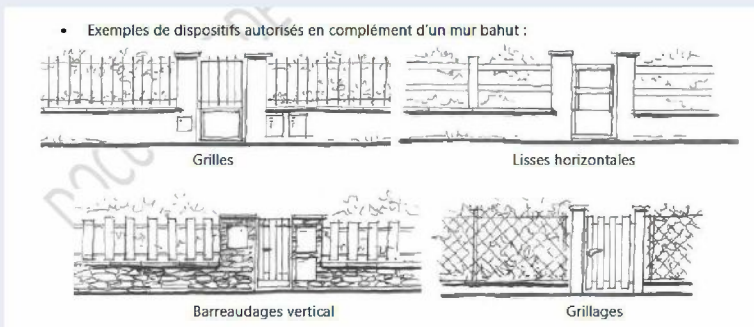 • Exemples de dispositifs autorisés en complément d'un mur bahut :
Grilles
Lisses horizontales
Barreaudages vertical
Grillages